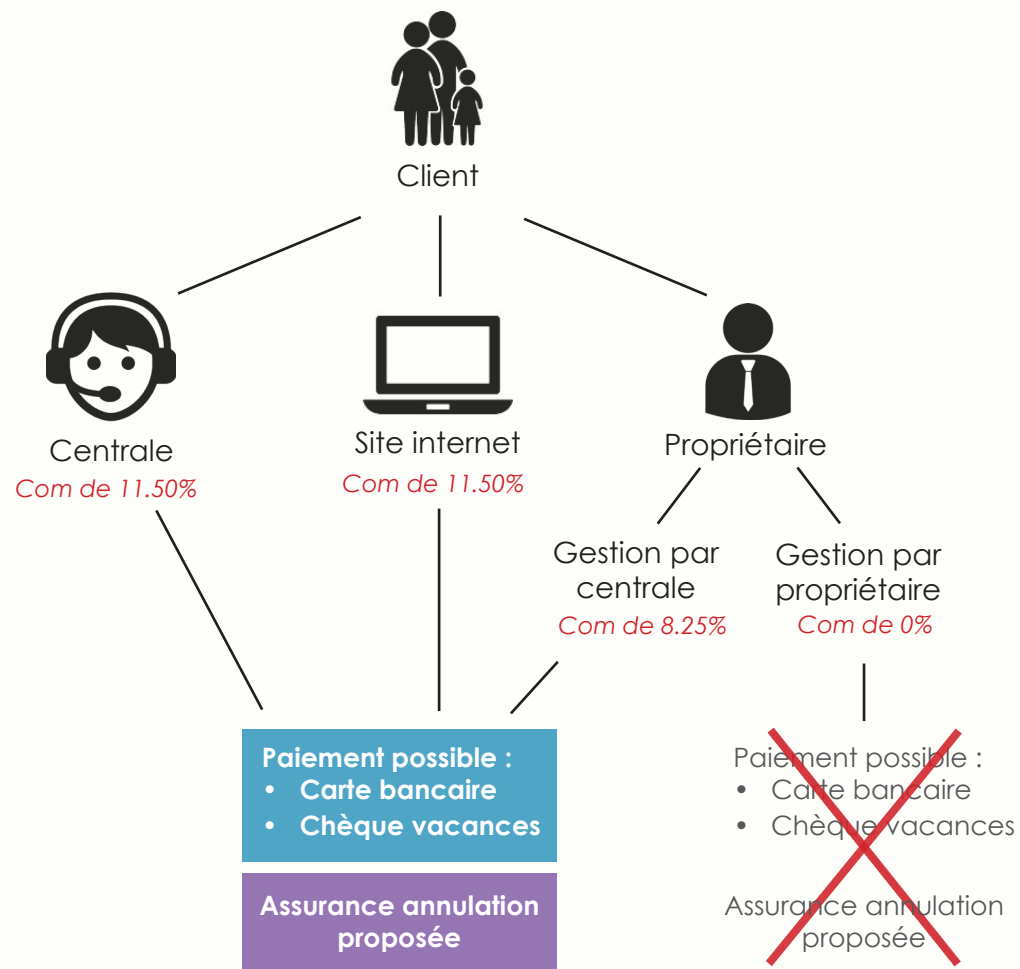 Client
Centrale
Com de 11.50%
Site internet
Com de 11.50%
Propriétaire
Gestion par
centrale
Com de 8.25%
Gestion par
propriétaire
Com de 0%
Paiement possible :
• Carte bancaire
• Chèque vacances
Assurance annulation
proposée
Paiement possible :
• Carte bancaire
• Chèque vacances
Assurance annulation
proposée